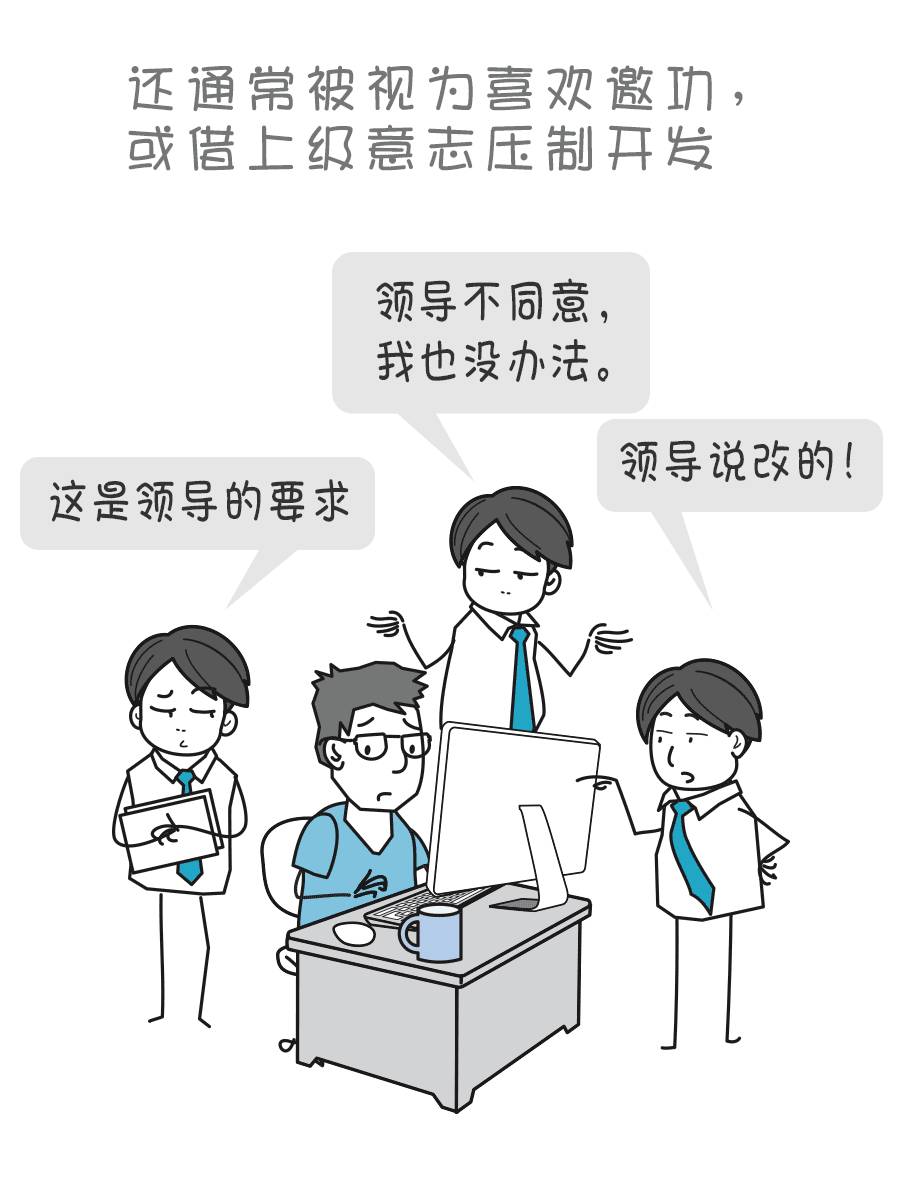 还通常被视为喜欢邀功，
或借上级意志压制开发
领导不同意，
我也没办法。
领导说改的！
这是领导的要求